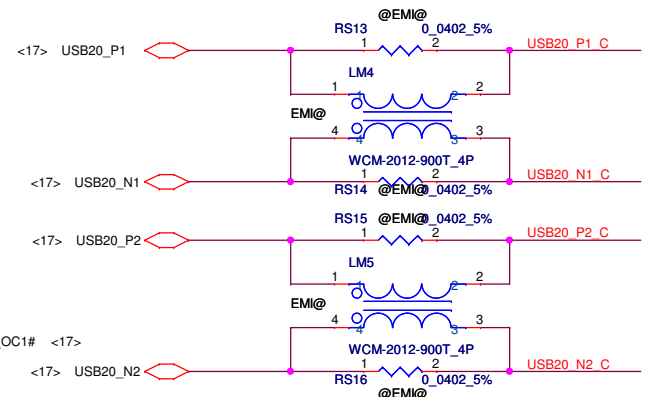 @EMI@
RS13 0_0402_5%
<17> USB20_P1 1 2 USB20_P1_C
LM4
1 1 2 2
EMI@
4 4 3 3
WCM-2012-900T_4P
<17> USB20_N1 1 2 USB20_N1_C
RS14 @EMI@ 0_0402_5%
RS15 @EMI@ 0_0402_5%
<17> USB20_P2 1 2 USB20_P2_C
LM5
1 1 2 2
EMI@
4 4 3 3
_OC1# <17>
WCM-2012-900T_4P
<17> USB20_N2 1 2 USB20_N2_C
RS16 0_0402_5%
@EMI@